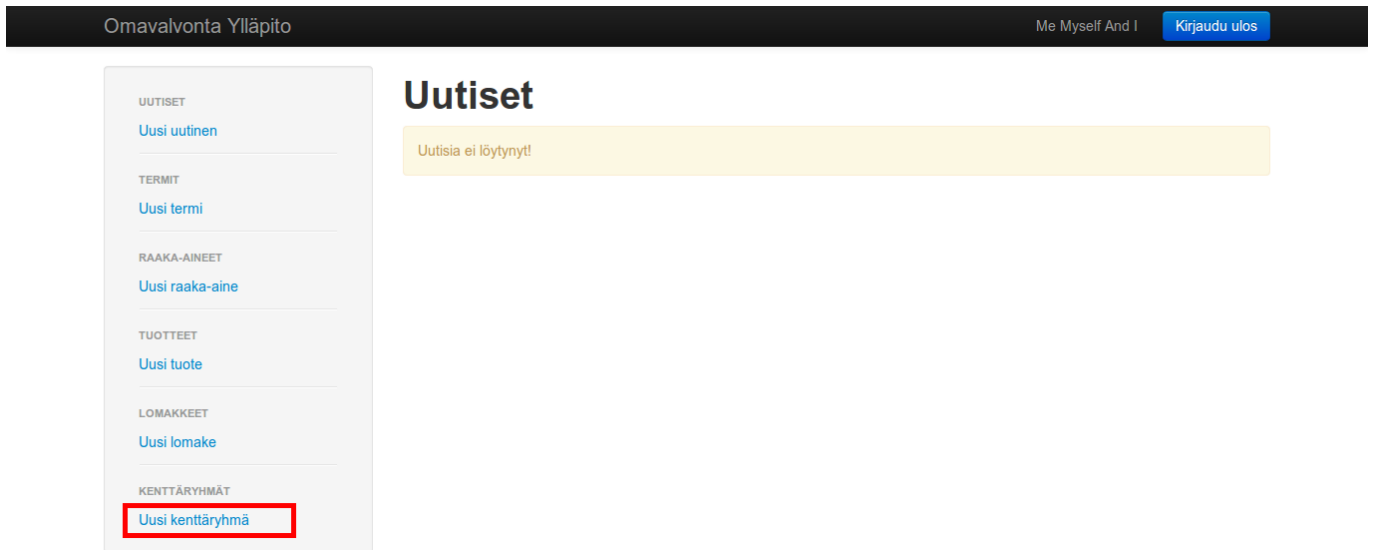 Omavalvonta Ylläpito
Me Myself And I
Kirjaudu ulos
UUTISET
Uusi uutinen
TERMIT
Uusi termi
RAAKA-AINEET
Uusi raaka-aine
TUOTTEET
Uusi tuote
LOMAKKEET
Uusi lomake
KENTTÄRYHMÄT
Uusi kenttäryhmä
Uutiset
Uutisia ei löytynyt!